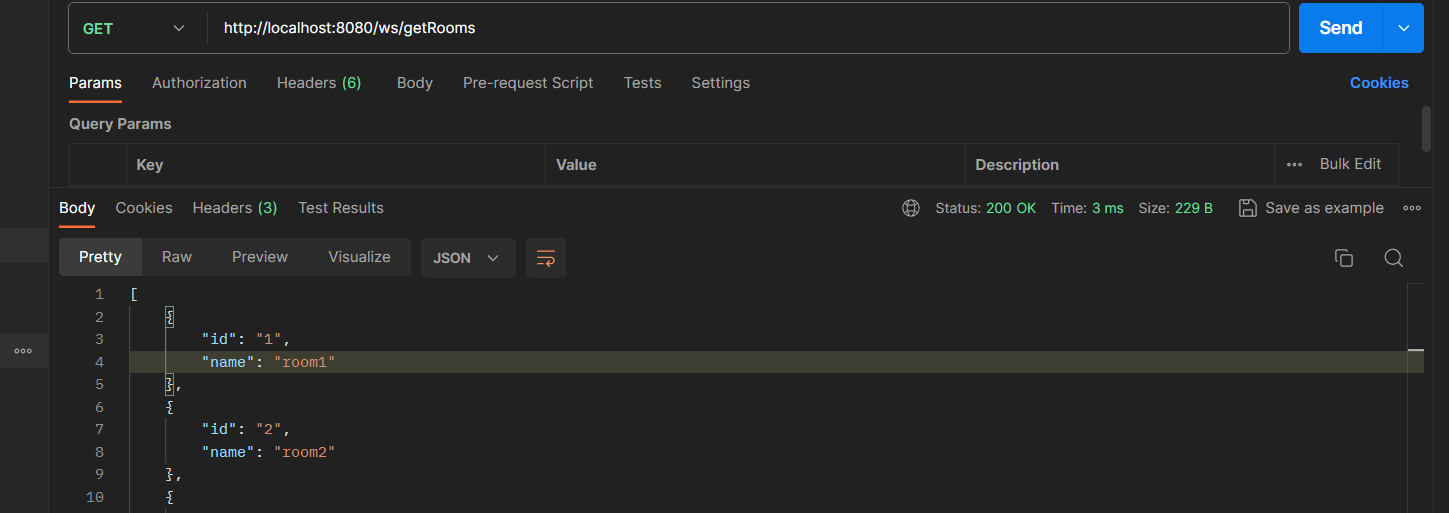 GET http://localhost:8080/ws/getRooms Send
Params Authorization Headers (6) Body Pre-request Script Tests Settings Cookies
Query Params
Key Value Description ••• Bulk Edit
Body Cookies Headers (3) Test Results Status: 200 OK Time: 3 ms Size: 229 B Save as example
Pretty Raw Preview Visualize JSON
1 [
2 {
3 "id": "1",
4 "name": "room1"
5 },
6 {
7 "id": "2",
8 "name": "room2"
9 },
10 {